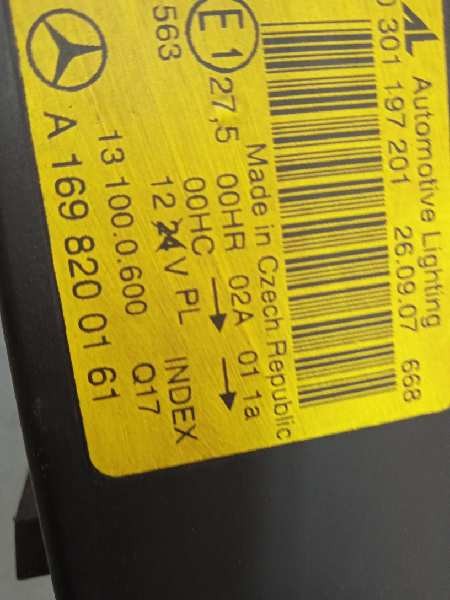 Automotive Lighting
0 301 197 201 26.09.07 668
Made in Czech Republic
E1 27,5 00HR 02A 01 1a
00HC
563 12 24 V PL INDEX
13 100.0.600 Q17
A 169 820 01 61